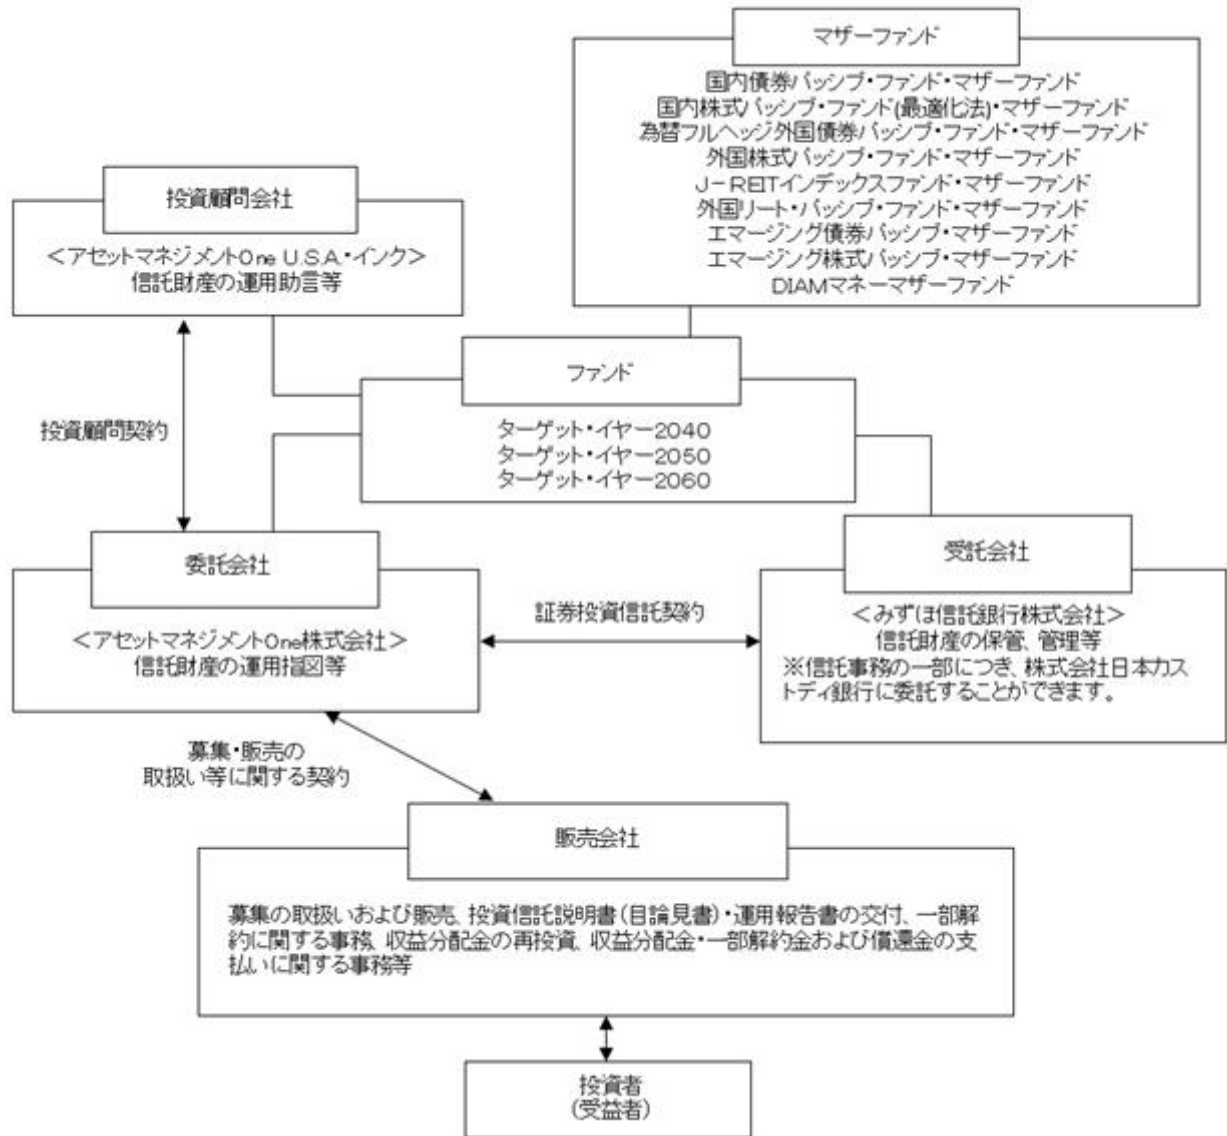 マザーファンド
国内債券パッシブ・ファンド・マザーファンド
国内株式パッシブ・ファンド(最適化法)・マザーファンド
為替フルヘッジ外国債券パッシブ・ファンド・マザーファンド
外国株式パッシブ・ファンド・マザーファンド
J－REITインデックスファンド・マザーファンド
外国リート・パッシブ・ファンド・マザーファンド
エマージング債券パッシブ・マザーファンド
エマージング株式パッシブ・マザーファンド
DIAMマネーマザーファンド
投資顧問会社
＜アセットマネジメントOne U.S.A.・インク＞
信託財産の運用助言等
ファンド
ターゲット・イヤー2040
ターゲット・イヤー2050
ターゲット・イヤー2060
投資顧問契約
委託会社
＜アセットマネジメントOne株式会社＞
信託財産の運用指図等
証券投資信託契約
受託会社
＜みずほ信託銀行株式会社＞
信託財産の保管、管理等
※信託事務の一部につき、株式会社日本カス
トディ銀行に委託することができます。
募集・販売の
取扱い等に関する契約
販売会社
募集の取扱いおよび販売、投資信託説明書(目論見書)・運用報告書の交付、一部解
約に関する事務、収益分配金の再投資、収益分配金・一部解約金および償還金の支
払いに関する事務等
投資者
(受益者)